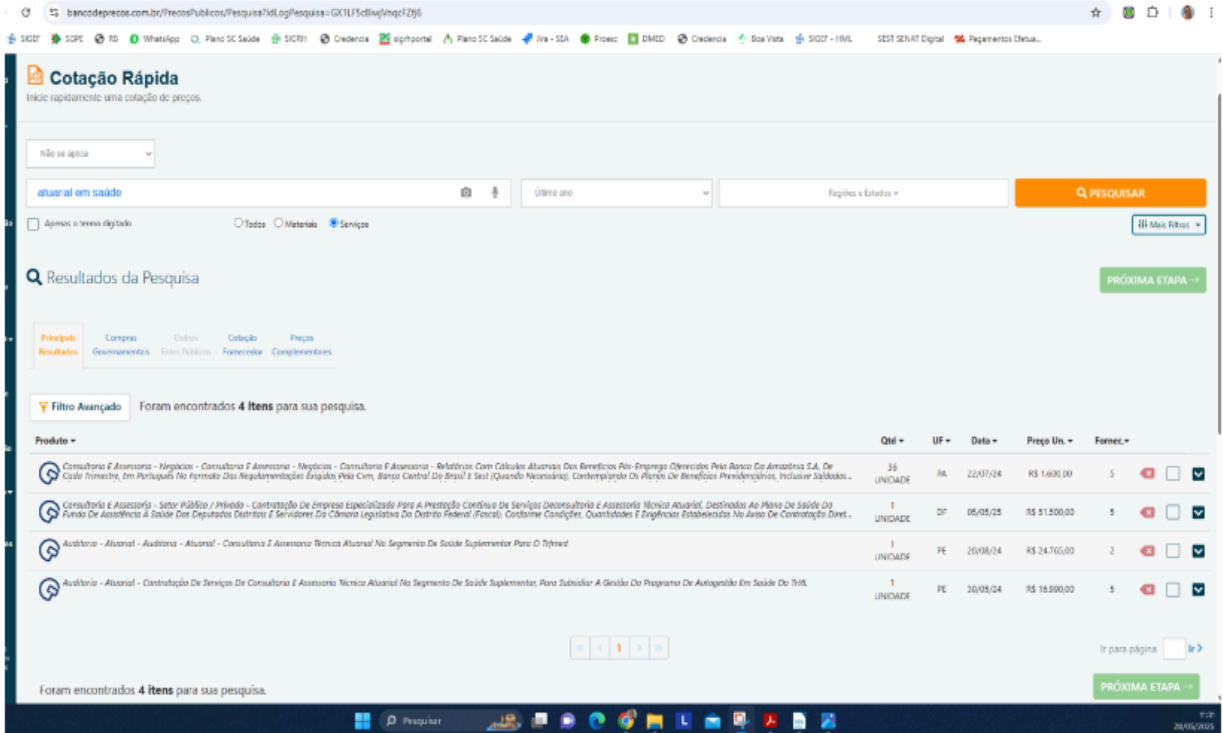 bancodeprecos.com.br/PrecosPublicos/Pesquisa?
SIGEF SGPE RB WhatsApp Plano SC Saúde SIGRH Credencia sigrhportal Plano SC Saúde Jira - SEA Proesc DMED Credencia Boa Vista SIGEF - HML SEST SENAT Digital Pagamentos Efetua...
Cotação Rápida
Inicie rapidamente uma cotação de preços.
Não se aplica
atuarial em saúde
Último ano
Regiões e Estados
PESQUISAR
Apenas o termo digitado
Todos Materiais Serviços
Mais Filtros
Resultados da Pesquisa
PRÓXIMA ETAPA →
Principais Resultados
Compras Governamentais
Outros Entes Públicos
Cotação Fornecedor
Preços Complementares
Filtro Avançado
Foram encontrados 4 itens para sua pesquisa.
Produto Qtd UF Data Preço Un. Fornec.
Consultoria E Assessoria - Negócios - Consultoria E Assessoria - Negócios - Consultoria E Assessoria - Relatórios Com Cálculos Atuariais Dos Benefícios Pós-Emprego Oferecidos Pelo Banco Da Amazônia S.A, De
Cada Trimestre, Em Português No Formato Das Regulamentações Exigidas Pela Cvm, Banco Central Do Brasil E Sest (Quando Necessário), Contemplando Os Planos De Benefícios Previdenciários, Inclusive Saldados...
36 UNIDADE PA 22/07/24 R$ 1.600,00 5
Consultoria E Assessoria - Setor Público / Privado - Contratação De Empresa Especializada Para A Prestação Contínua De Serviços Deconsultoria E Assessoria Técnica Atuarial, Destinados Ao Plano De Saúde Do
Fundo De Assistência À Saúde Dos Deputados Distritais E Servidores Da Câmara Legislativa Do Distrito Federal (Fascal), Conforme Condições, Quantidades E Exigências Estabelecidas No Aviso De Contratação Diret...
1 UNIDADE DF 05/05/25 R$ 51.500,00 5
Auditoria - Atuarial - Auditoria - Atuarial - Consultoria E Assessoria Técnica Atuarial No Segmento De Saúde Suplementar Para O Trfmed
1 UNIDADE PE 20/08/24 R$ 24.765,00 2
Auditoria - Atuarial - Contratação De Serviços De Consultoria E Assessoria Técnica Atuarial No Segmento De Saúde Suplementar, Para Subsidiar A Gestão Do Programa De Autogestão Em Saúde Do Trt6.
1 UNIDADE PE 30/05/24 R$ 16.990,00 5
« < 1 > »
Ir para página Ir >
Foram encontrados 4 itens para sua pesquisa.
PRÓXIMA ETAPA →
Pesquisar
28/05/2025